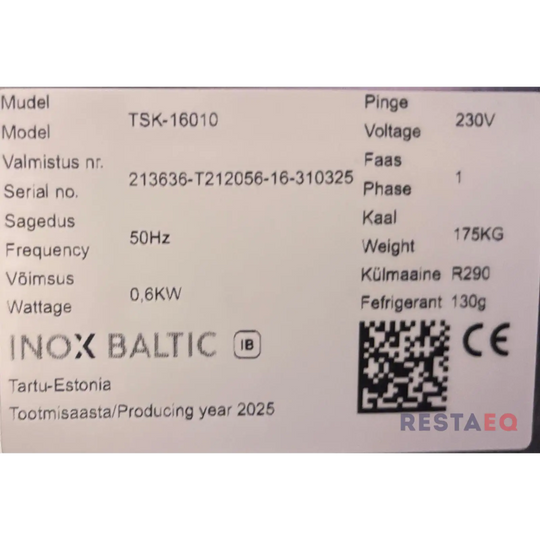 Mudel
Model
TSK-16010
Valmistus nr.
Serial no.
213636-T212056-16-310325
Sagedus
Frequency
50Hz
Võimsus
Wattage
0,6KW
Pinge
Voltage
230V
Faas
Phase
1
Kaal
Weight
175KG
Külmaaine R290
Fefrigerant 130g
INOX BALTIC IB
CE
Tartu-Estonia
Tootmisaasta/Producing year 2025
RESTAEQ